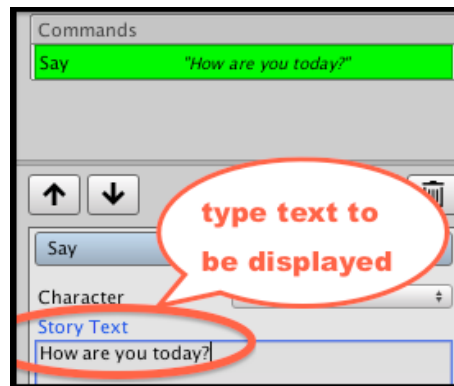 Commands
Say "How are you today?"
type text to
be displayed
Say
Character
Story Text
How are you today?